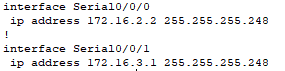 interface Serial0/0/0
 ip address 172.16.2.2 255.255.255.248
!
interface Serial0/0/1
 ip address 172.16.3.1 255.255.255.248